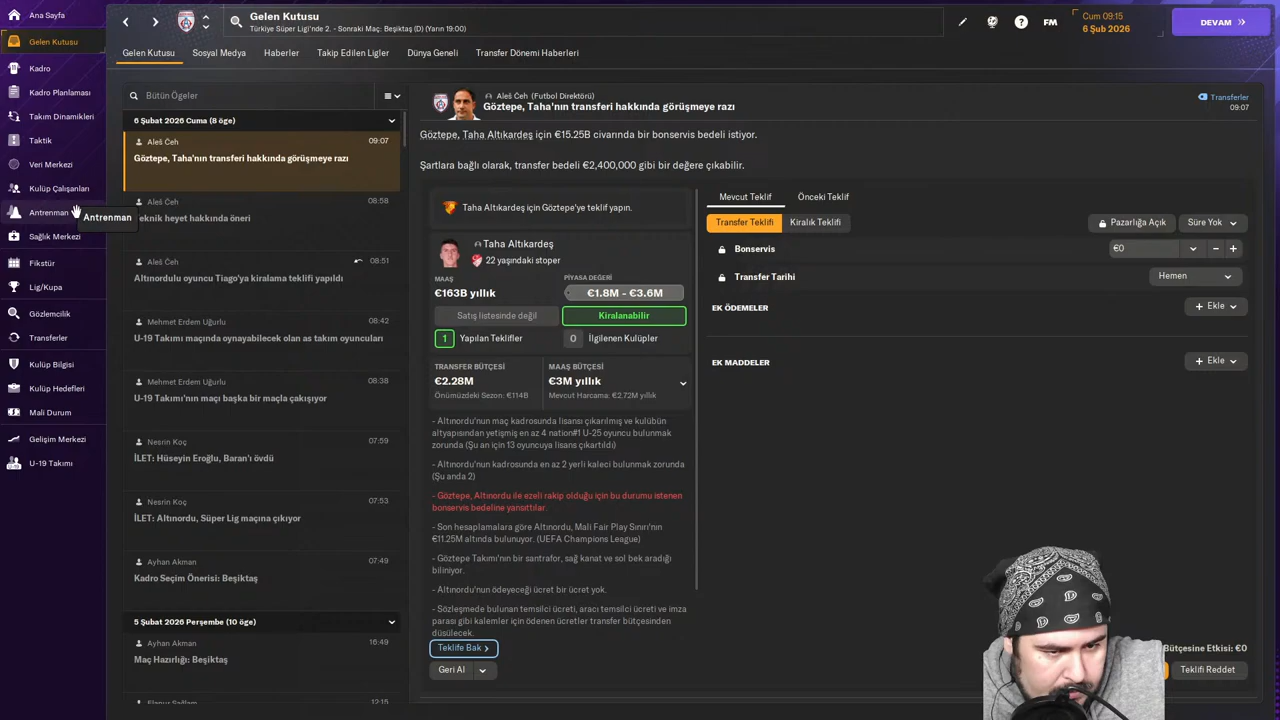 Ana Sayfa
Gelen Kutusu
Kadro
Kadro Planlaması
Takım Dinamikleri
Taktik
Veri Merkezi
Kulüp Çalışanları
Antrenman
Antrenman
Sağlık Merkezi
Fikstür
Lig/Kupa
Gözlemcilik
Transferler
Kulüp Bilgisi
Kulüp Hedefleri
Mali Durum
Gelişim Merkezi
U-19 Takımı
Gelen Kutusu
Türkiye Süper Ligi'nde 2. - Sonraki Maç: Beşiktaş (D) (Yarın 19:00)
FM
Cum 09:15
6 Şub 2026
DEVAM
Gelen Kutusu
Sosyal Medya
Haberler
Takip Edilen Ligler
Dünya Geneli
Transfer Dönemi Haberleri
Bütün Ögeler
6 Şubat 2026 Cuma (8 öge)
Aleš Čeh 09:07
Göztepe, Taha'nın transferi hakkında görüşmeye razı
Aleš Čeh 08:58
Teknik heyet hakkında öneri
Aleš Čeh 08:51
Altınordulu oyuncu Tiago'ya kiralama teklifi yapıldı
Mehmet Erdem Uğurlu 08:42
U-19 Takımı maçında oynayabilecek olan as takım oyuncuları
Mehmet Erdem Uğurlu 08:38
U-19 Takımı'nın maçı başka bir maçla çakışıyor
Nesrin Koç 07:59
İLET: Hüseyin Eroğlu, Baran'ı övdü
Nesrin Koç 07:53
İLET: Altınordu, Süper Lig maçına çıkıyor
Ayhan Akman 07:49
Kadro Seçim Önerisi: Beşiktaş
5 Şubat 2026 Perşembe (10 öge)
Ayhan Akman 16:49
Maç Hazırlığı: Beşiktaş
12:15
Aleš Čeh (Futbol Direktörü)
Göztepe, Taha'nın transferi hakkında görüşmeye razı
Transferler
09:07
Göztepe, Taha Altıkardeş için €15.25B civarında bir bonservis bedeli istiyor.
Şartlara bağlı olarak, transfer bedeli €2,400,000 gibi bir değere çıkabilir.
Taha Altıkardeş için Göztepe'ye teklif yapın.
Taha Altıkardeş
22 yaşındaki stoper
MAAŞ
€163B yıllık
PİYASA DEĞERİ
€1.8M - €3.6M
Satış listesinde değil
Kiralanabilir
1 Yapılan Teklifler
0 İlgilenen Kulüpler
TRANSFER BÜTÇESİ
€2.28M
Önümüzdeki Sezon: €114B
MAAŞ BÜTÇESİ
€3M yıllık
Mevcut Harcama: €2.72M yıllık
- Altınordu'nun maç kadrosunda lisansı çıkarılmış ve kulübün
altyapısından yetişmiş en az 4 nation#1 U-25 oyuncu bulunmak
zorunda (Şu an için 13 oyuncuya lisans çıkartıldı)
- Altınordu'nun kadrosunda en az 2 yerli kaleci bulunmak zorunda
(Şu anda 2)
- Göztepe, Altınordu ile ezeli rakip olduğu için bu durumu istenen
bonservis bedeline yansıttılar.
- Son hesaplamalara göre Altınordu, Mali Fair Play Sınırı'nın
€11.25M altında bulunuyor. (UEFA Champions League)
- Göztepe Takımı'nın bir santrafor, sağ kanat ve sol bek aradığı
biliniyor.
- Altınordu'nun ödeyeceği ücret bir ücret yok.
- Sözleşmede bulunan temsilci ücreti, aracı temsilci ücreti ve imza
parası gibi kalemler için ödenen ücretler transfer bütçesinden
düşülecek.
Teklife Bak
Geri Al
Mevcut Teklif
Önceki Teklif
Transfer Teklifi
Kiralık Teklifi
Pazarlığa Açık
Süre Yok
Bonservis
€0
Transfer Tarihi
Hemen
EK ÖDEMELER
Ekle
EK MADDELER
Ekle
Bütçesine Etkisi: €0
Teklifi Reddet